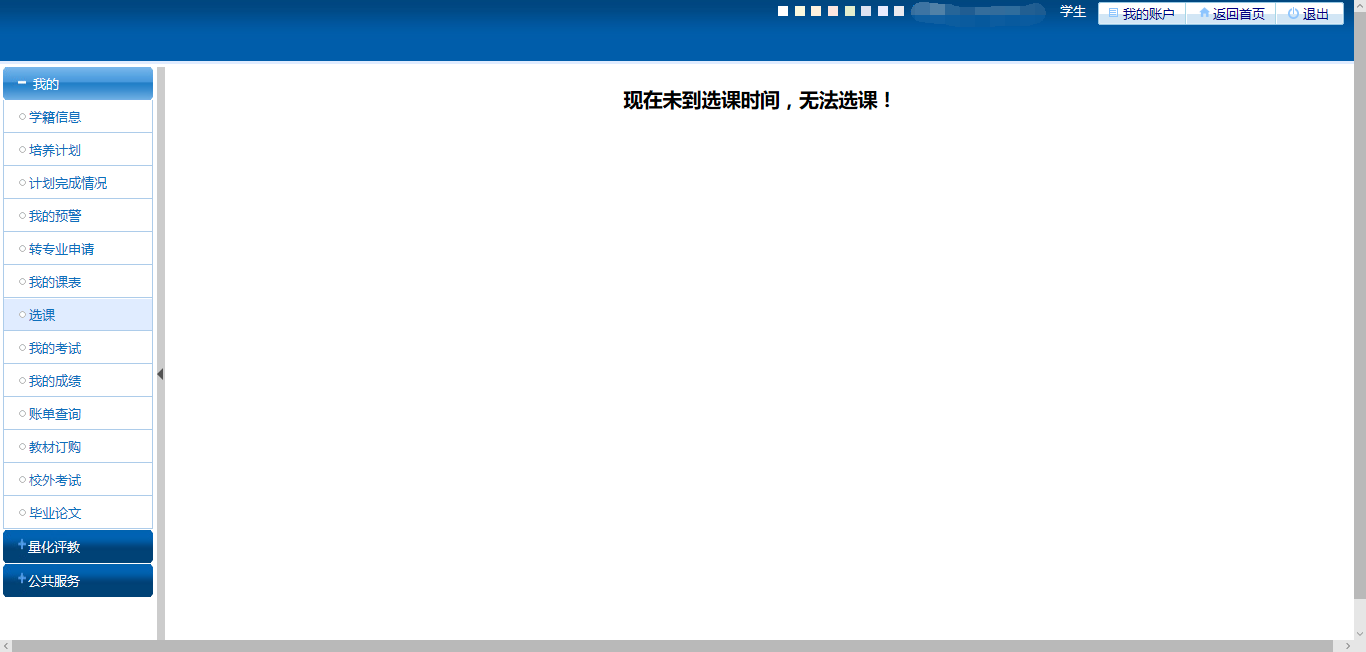 学生
我的账户
返回首页
退出
我的
学籍信息
培养计划
计划完成情况
我的预警
转专业申请
我的课表
选课
我的考试
我的成绩
账单查询
教材订购
校外考试
毕业论文
量化评教
公共服务
现在未到选课时间，无法选课！